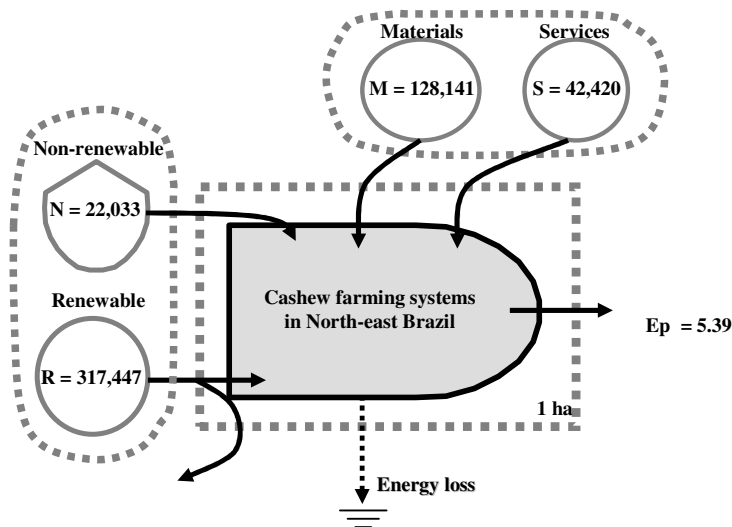 Materials
Services
M = 128,141
S = 42,420
Non-renewable
N = 22,033
Renewable
R = 317,447
Cashew farming systems
in North-east Brazil
Ep = 5.39
1 ha
Energy loss